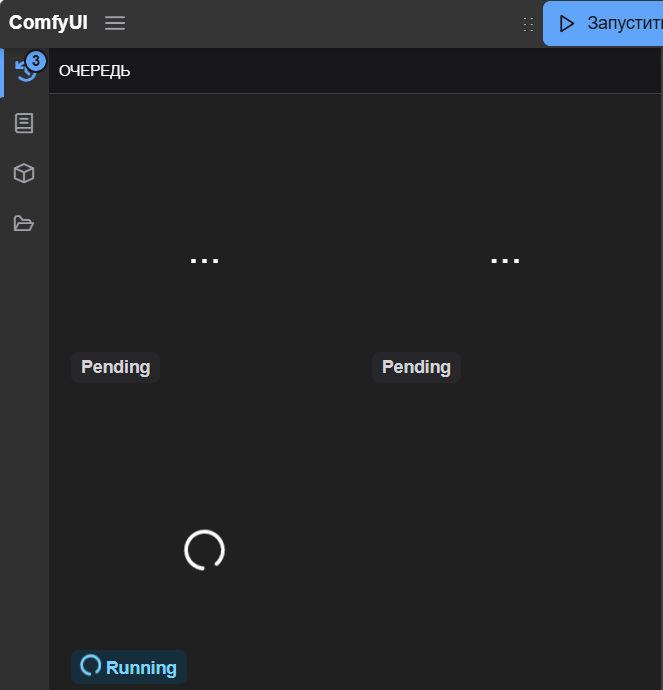 ComfyUI
Запустить
3
ОЧЕРЕДЬ
...
...
Pending
Pending
Running